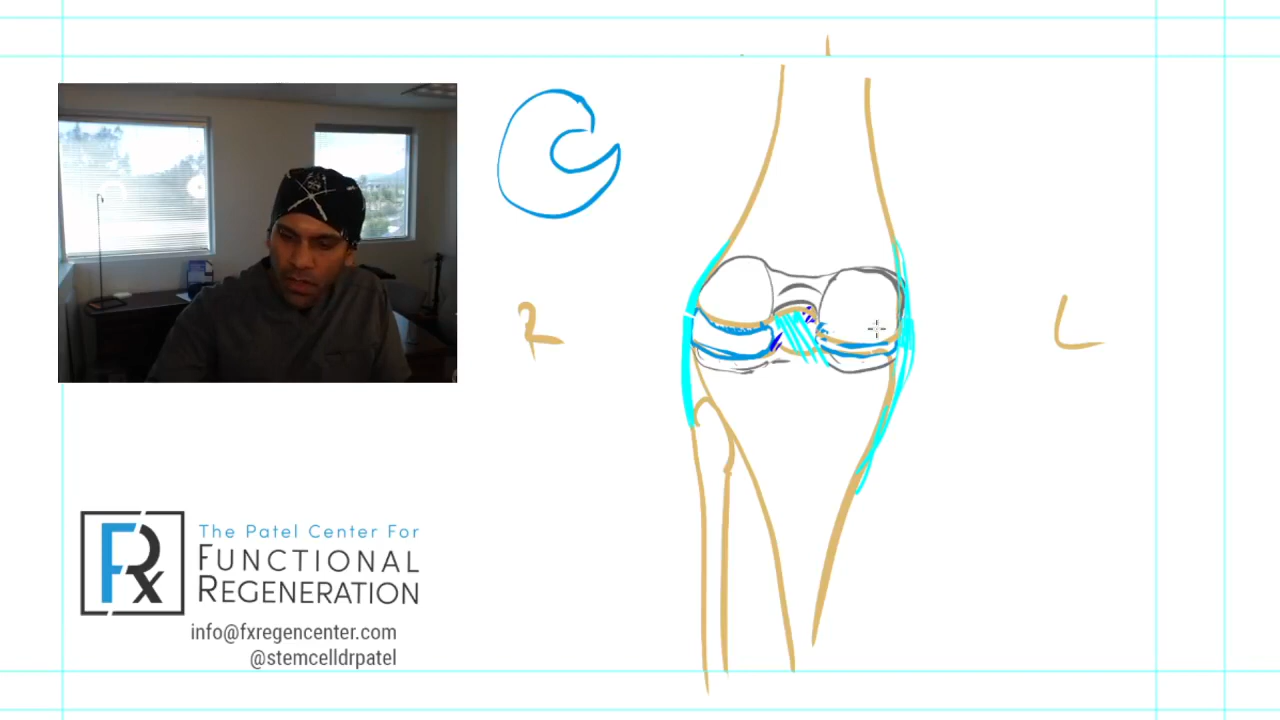 R
L
FRx
The Patel Center For
FUNCTIONAL
REGENERATION
info@fxregencenter.com
@stemcelldrpatel